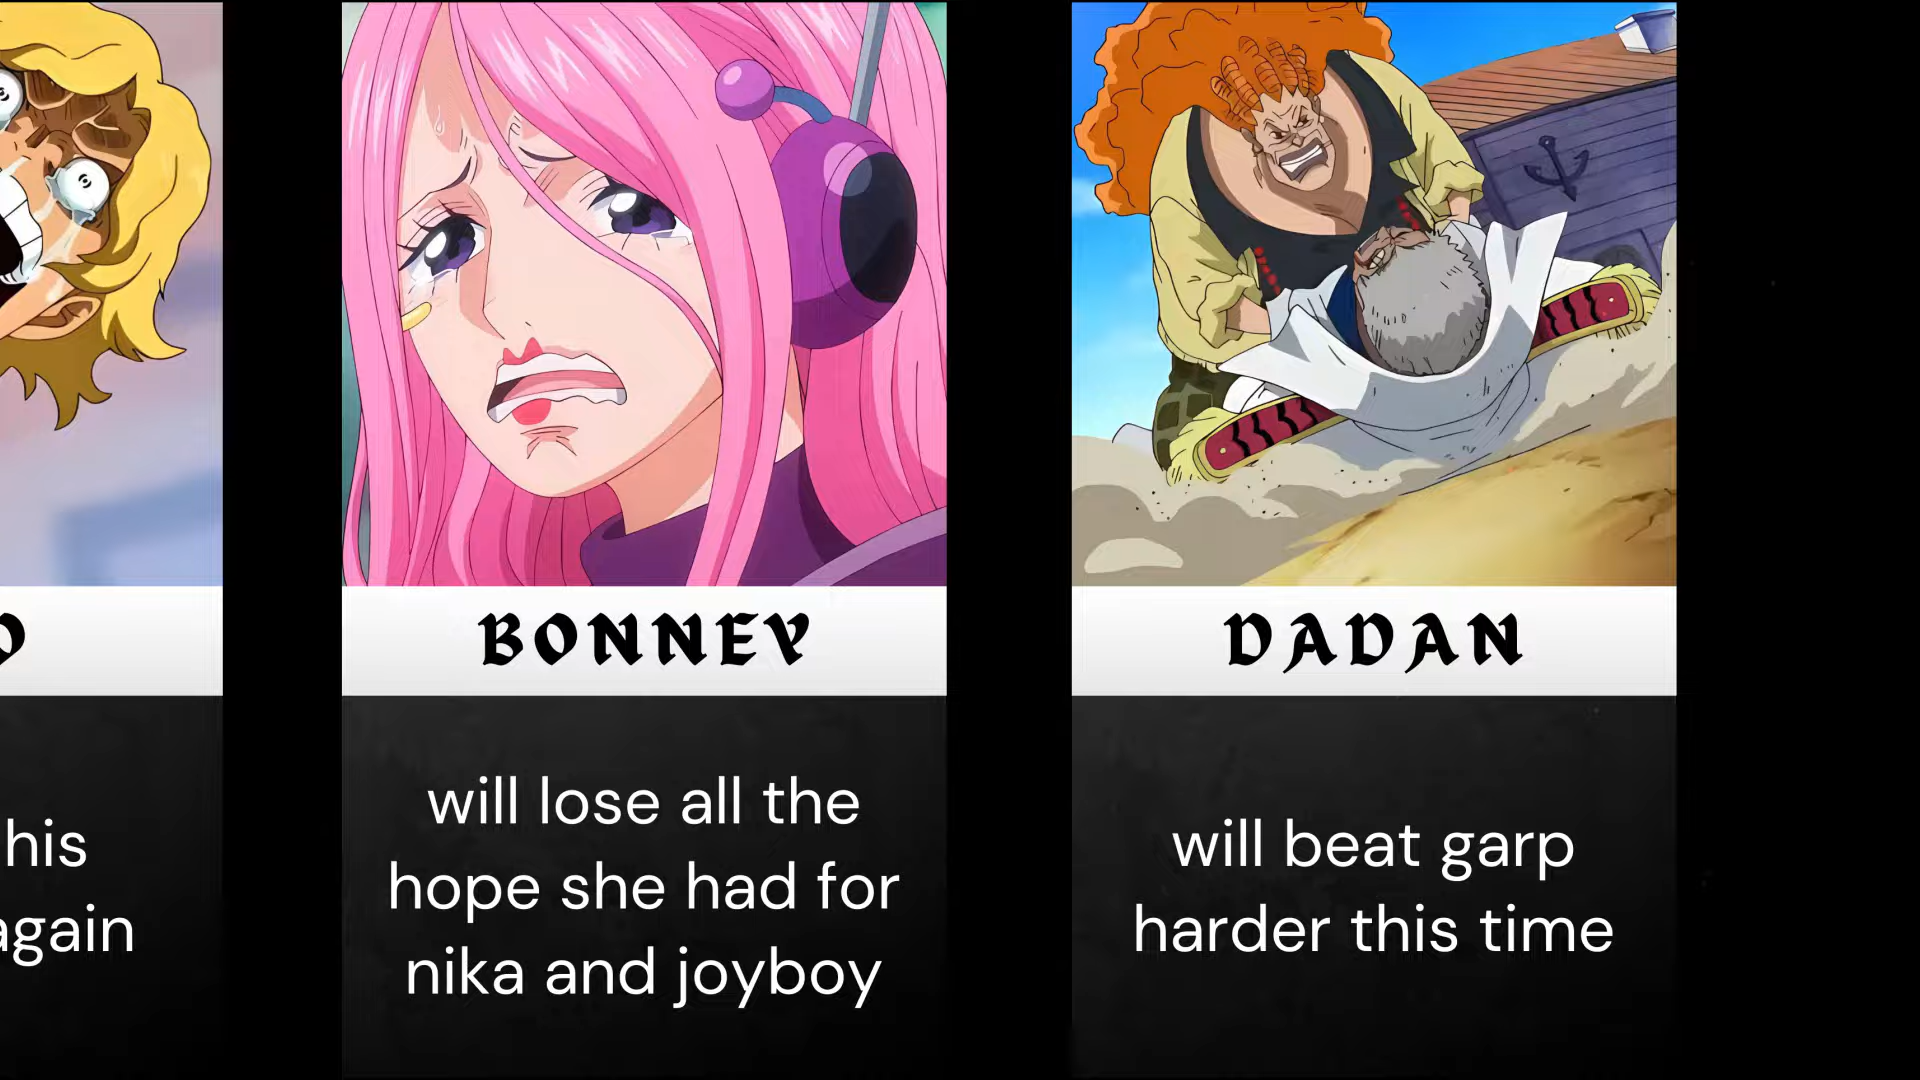 O
his
again
BONNEY
will lose all the
hope she had for
nika and joyboy
DADAN
will beat garp
harder this time